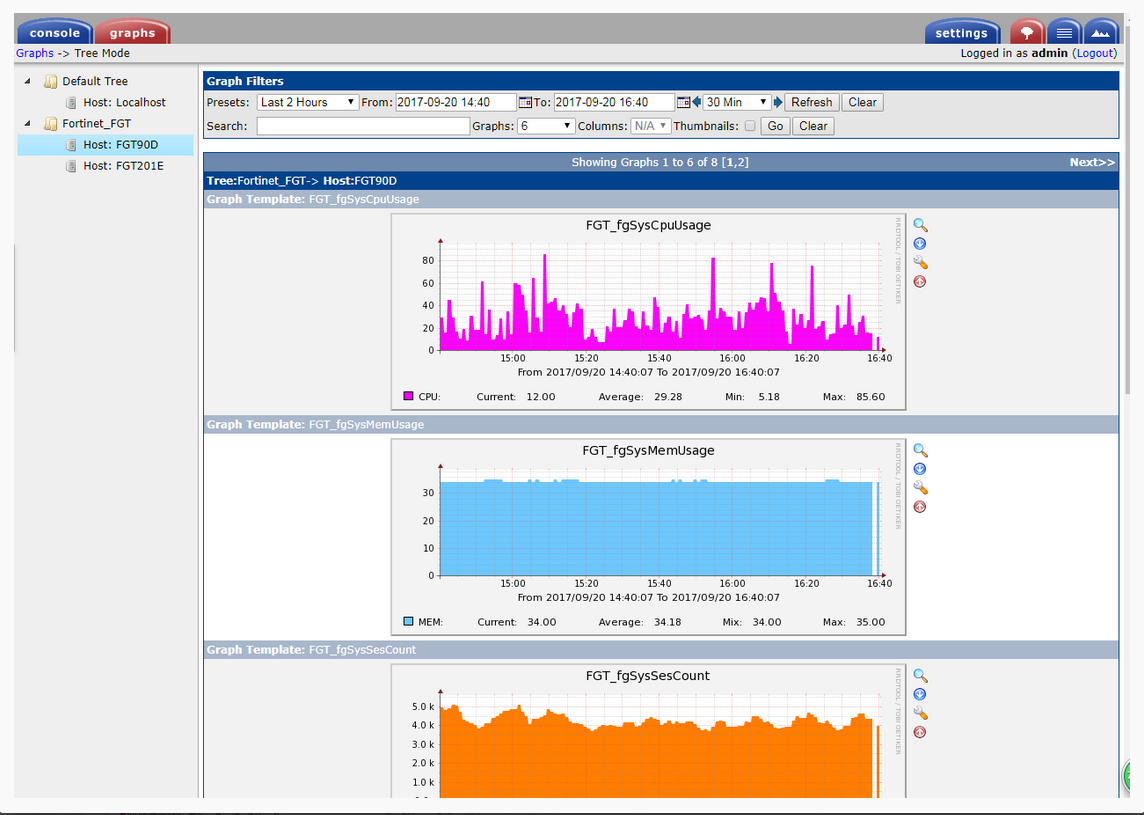 console graphs settings
Graphs -> Tree Mode Logged in as admin (Logout)
Default Tree
Host: Localhost
Fortinet_FGT
Host: FGT90D
Host: FGT201E
Graph Filters
Presets: Last 2 Hours From: 2017-09-20 14:40 To: 2017-09-20 16:40 30 Min Refresh Clear
Search: Graphs: 6 Columns: N/A Thumbnails: Go Clear
Showing Graphs 1 to 6 of 8 [1,2] Next>>
Tree:Fortinet_FGT-> Host:FGT90D
Graph Template: FGT_fgSysCpuUsage
FGT_fgSysCpuUsage
RRDTOOL / TOBI OETIKER
80
60
40
20
0
15:00 15:20 15:40 16:00 16:20 16:40
From 2017/09/20 14:40:07 To 2017/09/20 16:40:07
CPU: Current: 12.00 Average: 29.28 Min: 5.18 Max: 85.60
Graph Template: FGT_fgSysMemUsage
FGT_fgSysMemUsage
RRDTOOL / TOBI OETIKER
30
20
10
0
15:00 15:20 15:40 16:00 16:20 16:40
From 2017/09/20 14:40:07 To 2017/09/20 16:40:07
MEM: Current: 34.00 Average: 34.18 Mix: 34.00 Max: 35.00
Graph Template: FGT_fgSysSesCount
FGT_fgSysSesCount
RRDTOOL / TOBI OETIKER
5.0 k
4.0 k
3.0 k
2.0 k
1.0 k